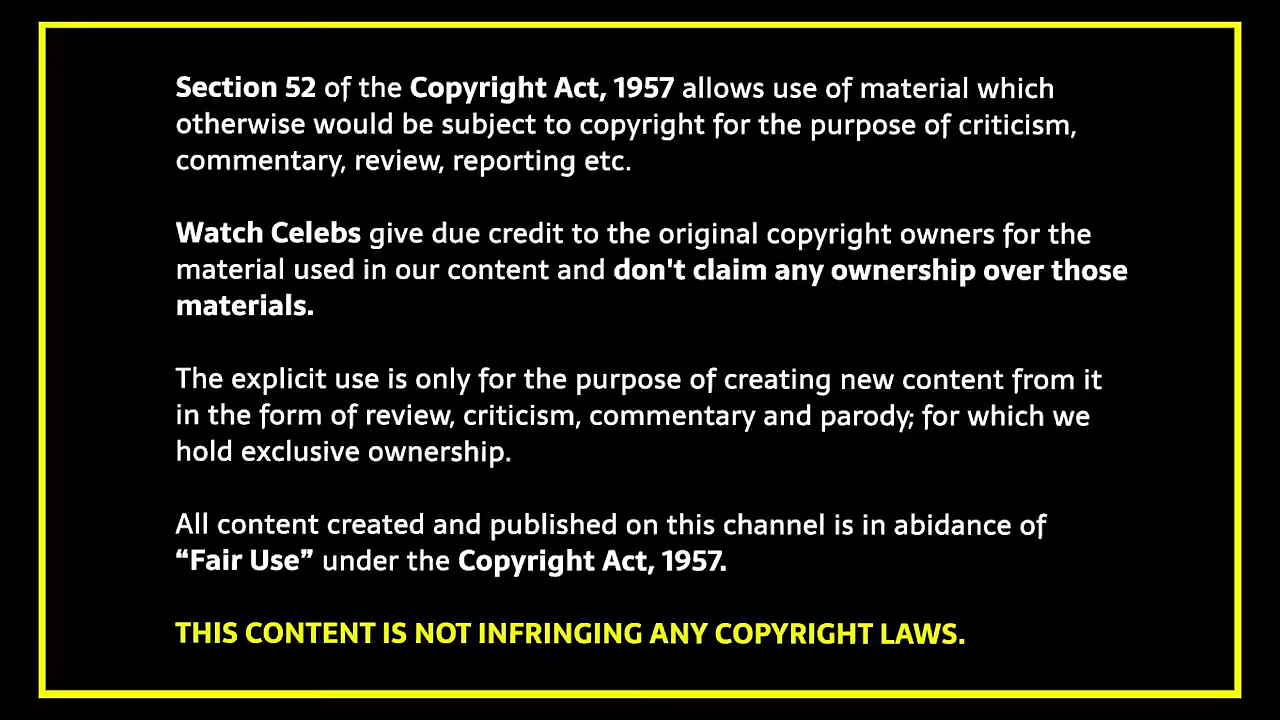 Section 52 of the Copyright Act, 1957 allows use of material which
otherwise would be subject to copyright for the purpose of criticism,
commentary, review, reporting etc.
Watch Celebs give due credit to the original copyright owners for the
material used in our content and don't claim any ownership over those
materials.
The explicit use is only for the purpose of creating new content from it
in the form of review, criticism, commentary and parody; for which we
hold exclusive ownership.
All content created and published on this channel is in abidance of
“Fair Use” under the Copyright Act, 1957.
THIS CONTENT IS NOT INFRINGING ANY COPYRIGHT LAWS.